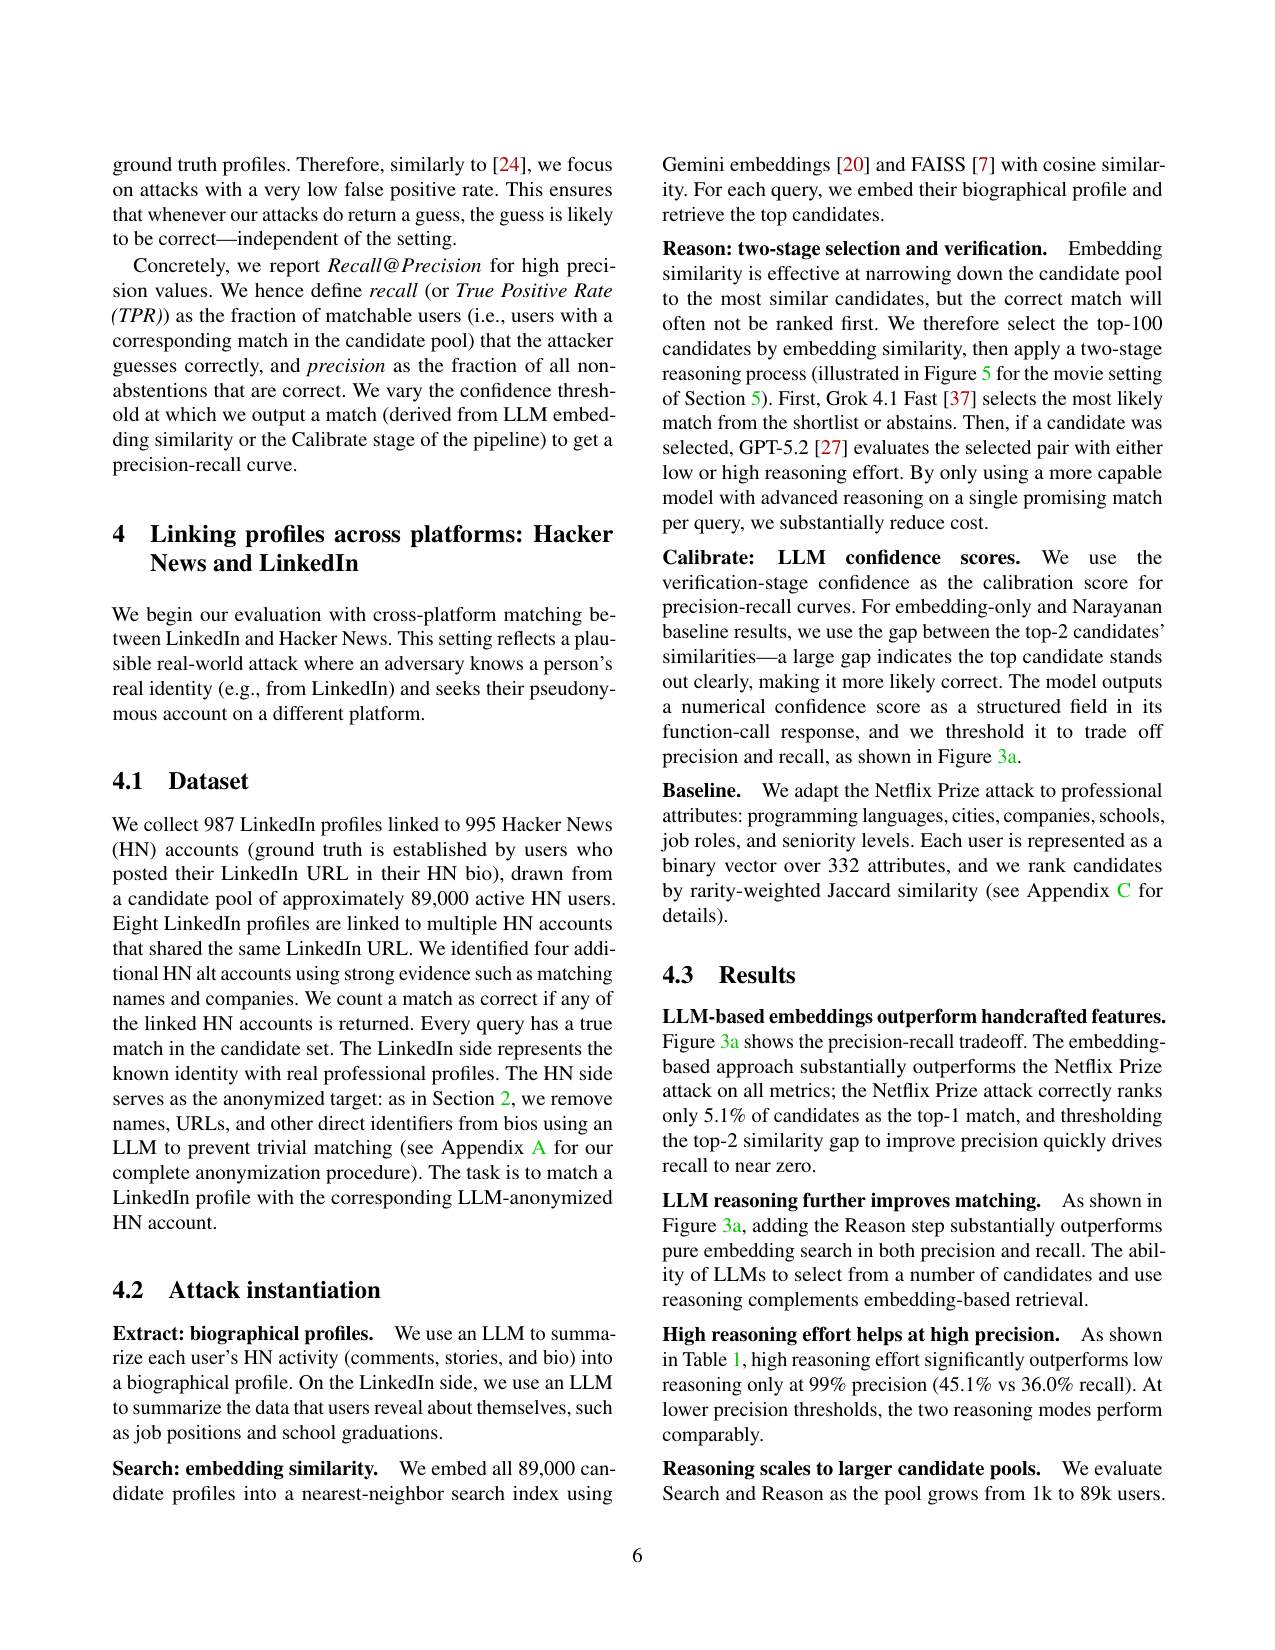 ground truth profiles. Therefore, similarly to [24], we focus
on attacks with a very low false positive rate. This ensures
that whenever our attacks do return a guess, the guess is likely
to be correct—independent of the setting.
Concretely, we report Recall@Precision for high preci-
sion values. We hence define recall (or True Positive Rate
(TPR)) as the fraction of matchable users (i.e., users with a
corresponding match in the candidate pool) that the attacker
guesses correctly, and precision as the fraction of all non-
abstentions that are correct. We vary the confidence thresh-
old at which we output a match (derived from LLM embed-
ding similarity or the Calibrate stage of the pipeline) to get a
precision-recall curve.
4 Linking profiles across platforms: Hacker
News and LinkedIn
We begin our evaluation with cross-platform matching be-
tween LinkedIn and Hacker News. This setting reflects a plau-
sible real-world attack where an adversary knows a person's
real identity (e.g., from LinkedIn) and seeks their pseudony-
mous account on a different platform.
4.1 Dataset
We collect 987 LinkedIn profiles linked to 995 Hacker News
(HN) accounts (ground truth is established by users who
posted their LinkedIn URL in their HN bio), drawn from
a candidate pool of approximately 89,000 active HN users.
Eight LinkedIn profiles are linked to multiple HN accounts
that shared the same LinkedIn URL. We identified four addi-
tional HN alt accounts using strong evidence such as matching
names and companies. We count a match as correct if any of
the linked HN accounts is returned. Every query has a true
match in the candidate set. The LinkedIn side represents the
known identity with real professional profiles. The HN side
serves as the anonymized target: as in Section 2, we remove
names, URLs, and other direct identifiers from bios using an
LLM to prevent trivial matching (see Appendix A for our
complete anonymization procedure). The task is to match a
LinkedIn profile with the corresponding LLM-anonymized
HN account.
4.2 Attack instantiation
Extract: biographical profiles. We use an LLM to summa-
rize each user's HN activity (comments, stories, and bio) into
a biographical profile. On the LinkedIn side, we use an LLM
to summarize the data that users reveal about themselves, such
as job positions and school graduations.
Search: embedding similarity. We embed all 89,000 can-
didate profiles into a nearest-neighbor search index using
Gemini embeddings [20] and FAISS [7] with cosine similar-
ity. For each query, we embed their biographical profile and
retrieve the top candidates.
Reason: two-stage selection and verification. Embedding
similarity is effective at narrowing down the candidate pool
to the most similar candidates, but the correct match will
often not be ranked first. We therefore select the top-100
candidates by embedding similarity, then apply a two-stage
reasoning process (illustrated in Figure 5 for the movie setting
of Section 5). First, Grok 4.1 Fast [37] selects the most likely
match from the shortlist or abstains. Then, if a candidate was
selected, GPT-5.2 [27] evaluates the selected pair with either
low or high reasoning effort. By only using a more capable
model with advanced reasoning on a single promising match
per query, we substantially reduce cost.
Calibrate: LLM confidence scores. We use the
verification-stage confidence as the calibration score for
precision-recall curves. For embedding-only and Narayanan
baseline results, we use the gap between the top-2 candidates'
similarities—a large gap indicates the top candidate stands
out clearly, making it more likely correct. The model outputs
a numerical confidence score as a structured field in its
function-call response, and we threshold it to trade off
precision and recall, as shown in Figure 3a.
Baseline. We adapt the Netflix Prize attack to professional
attributes: programming languages, cities, companies, schools,
job roles, and seniority levels. Each user is represented as a
binary vector over 332 attributes, and we rank candidates
by rarity-weighted Jaccard similarity (see Appendix C for
details).
4.3 Results
LLM-based embeddings outperform handcrafted features.
Figure 3a shows the precision-recall tradeoff. The embedding-
based approach substantially outperforms the Netflix Prize
attack on all metrics; the Netflix Prize attack correctly ranks
only 5.1% of candidates as the top-1 match, and thresholding
the top-2 similarity gap to improve precision quickly drives
recall to near zero.
LLM reasoning further improves matching. As shown in
Figure 3a, adding the Reason step substantially outperforms
pure embedding search in both precision and recall. The abil-
ity of LLMs to select from a number of candidates and use
reasoning complements embedding-based retrieval.
High reasoning effort helps at high precision. As shown
in Table 1, high reasoning effort significantly outperforms low
reasoning only at 99% precision (45.1% vs 36.0% recall). At
lower precision thresholds, the two reasoning modes perform
comparably.
Reasoning scales to larger candidate pools. We evaluate
Search and Reason as the pool grows from 1k to 89k users.
6